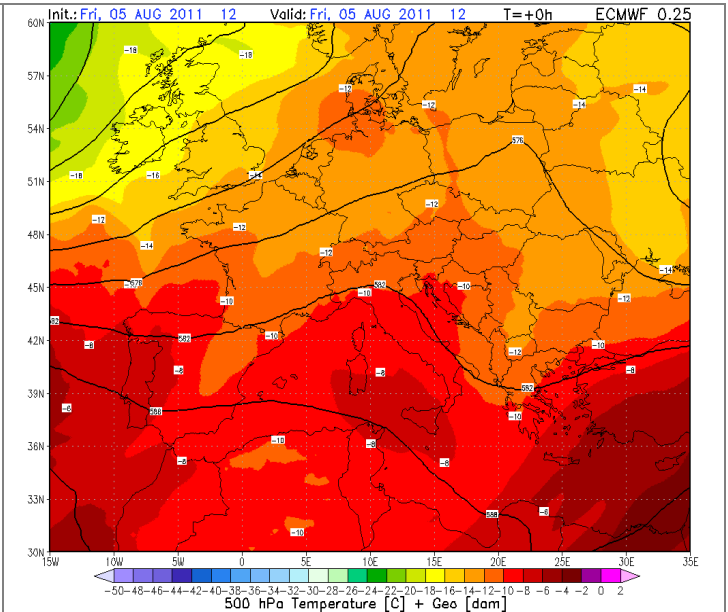 Init.: Fri, 05 AUG 2011 12 Valid: Fri, 05 AUG 2011 12 T=+0h ECMWF 0.25
60N
-18 -18
57N
-12 -14 -14
-12
54N
576
-18 -16 -14
51N
-12 -12
-12
48N
-14 -12
-14
45N
578 582 -10
-10 -10 -12
42N
582 582 -10
-8 -12 -10
-8 -8 -8
39N
582
-6 588 -10
36N
-10 -8
-8 -8
33N
588 -6
-10
30N
15W 10W 5W 0 5E 10E 15E 20E 25E 30E 35E
-50 -48 -46 -44 -42 -40 -38 -36 -34 -32 -30 -28 -26 -24 -22 -20 -18 -16 -14 -12 -10 -8 -6 -4 -2 0 2
500 hPa Temperature [C] + Geo [dam]